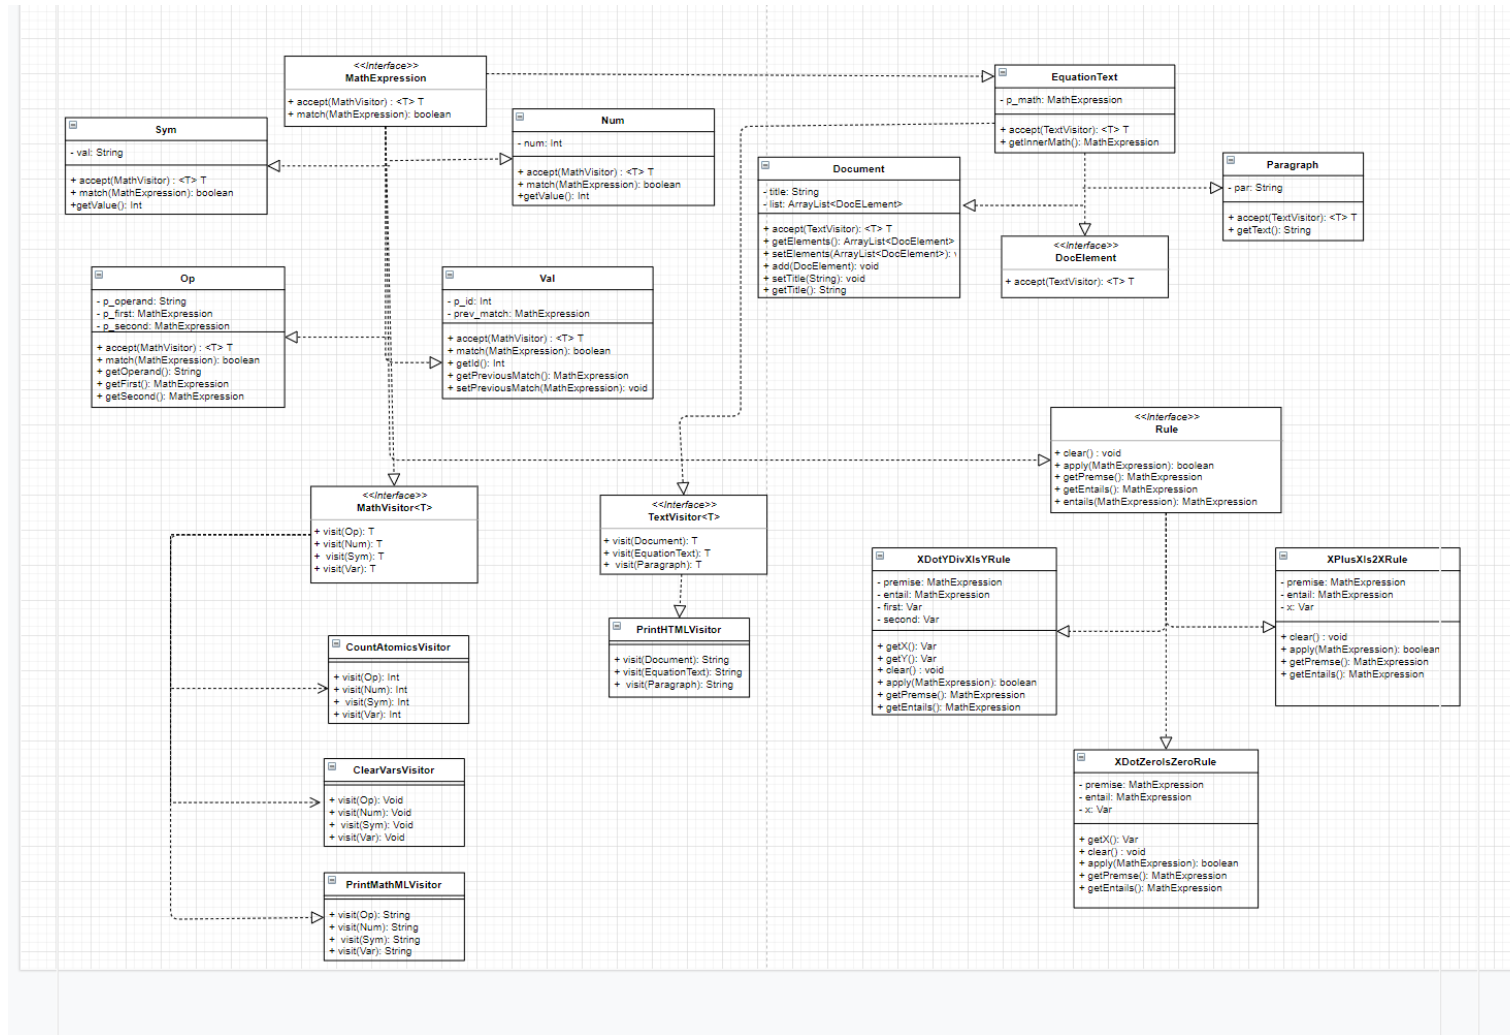 <<Interface>>
MathExpression
+ accept(MathVisitor) : <T> T
+ match(MathExpression): boolean
EquationText
- p_math: MathExpression
+ accept(TextVisitor): <T> T
+ getInnerMath(): MathExpression
Sym
- val: String
+ accept(MathVisitor) : <T> T
+ match(MathExpression): boolean
+getValue(): Int
Num
- num: Int
+ accept(MathVisitor) : <T> T
+ match(MathExpression): boolean
+getValue(): Int
Document
- title: String
- list: ArrayList<DocELement>
+ accept(TextVisitor): <T> T
+ getElements(): ArrayList<DocElement>
+ setElements(ArrayList<DocElement>):
+ add(DocElement): void
+ setTitle(String): void
+ getTitle(): String
Paragraph
- par: String
+ accept(TextVisitor): <T> T
+ getText(): String
<<Interface>>
DocElement
+ accept(TextVisitor): <T> T
Op
- p_operand: String
- p_first: MathExpression
- p_second: MathExpression
+ accept(MathVisitor) : <T> T
+ match(MathExpression): boolean
+ getOperand(): String
+ getFirst(): MathExpression
+ getSecond(): MathExpression
Val
- p_id: Int
- prev_match: MathExpression
+ accept(MathVisitor) : <T> T
+ match(MathExpression): boolean
+ getId(): Int
+ getPreviousMatch(): MathExpression
+ setPreviousMatch(MathExpression): void
<<Interface>>
Rule
+ clear() : void
+ apply(MathExpression): boolean
+ getPremse(): MathExpression
+ getEntails(): MathExpression
+ entails(MathExpression): MathExpression
<<Interface>>
MathVisitor<T>
+ visit(Op): T
+ visit(Num): T
+ visit(Sym): T
+ visit(Var): T
<<Interface>>
TextVisitor<T>
+ visit(Document): T
+ visit(EquationText): T
+ visit(Paragraph): T
XDotYDivXIsYRule
- premise: MathExpression
- entail: MathExpression
- first: Var
- second: Var
+ getX(): Var
+ getY(): Var
+ clear() : void
+ apply(MathExpression): boolean
+ getPremse(): MathExpression
+ getEntails(): MathExpression
XPlusXIs2XRule
- premise: MathExpression
- entail: MathExpression
- x: Var
+ clear() : void
+ apply(MathExpression): boolean
+ getPremse(): MathExpression
+ getEntails(): MathExpression
PrintHTMLVisitor
+ visit(Document): String
+ visit(EquationText): String
+ visit(Paragraph): String
CountAtomicsVisitor
+ visit(Op): Int
+ visit(Num): Int
+ visit(Sym): Int
+ visit(Var): Int
XDotZeroIsZeroRule
- premise: MathExpression
- entail: MathExpression
- x: Var
+ getX(): Var
+ clear() : void
+ apply(MathExpression): boolean
+ getPremse(): MathExpression
+ getEntails(): MathExpression
ClearVarsVisitor
+ visit(Op): Void
+ visit(Num): Void
+ visit(Sym): Void
+ visit(Var): Void
PrintMathMLVisitor
+ visit(Op): String
+ visit(Num): String
+ visit(Sym): String
+ visit(Var): String